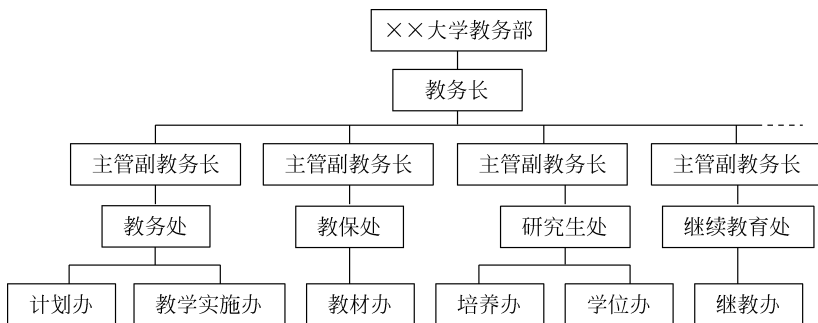 ××大学教务部
教务长
主管副教务长 主管副教务长 主管副教务长 主管副教务长
教务处 教保处 研究生处 继续教育处
计划办 教学实施办 教材办 培养办 学位办 继教办